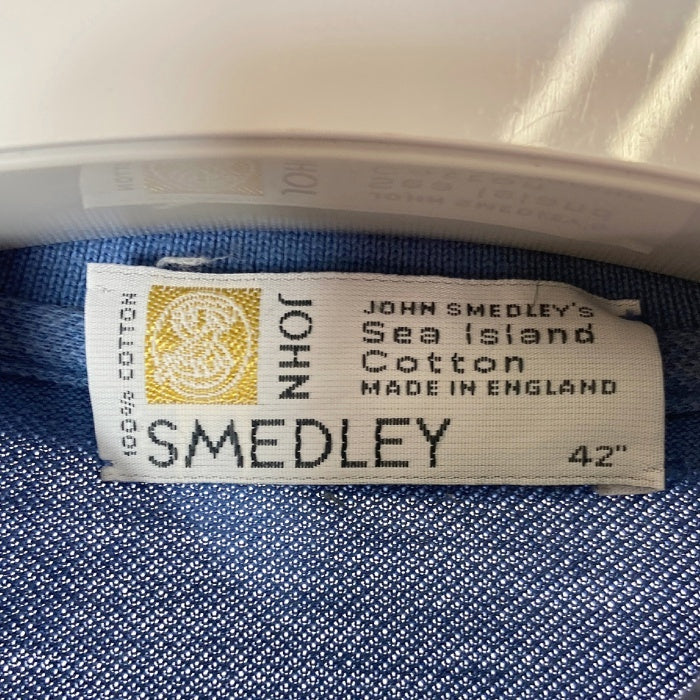 100% COTTON
JOHN
SMEDLEY
JOHN SMEDLEY'S
Sea Island
Cotton
MADE IN ENGLAND
42"